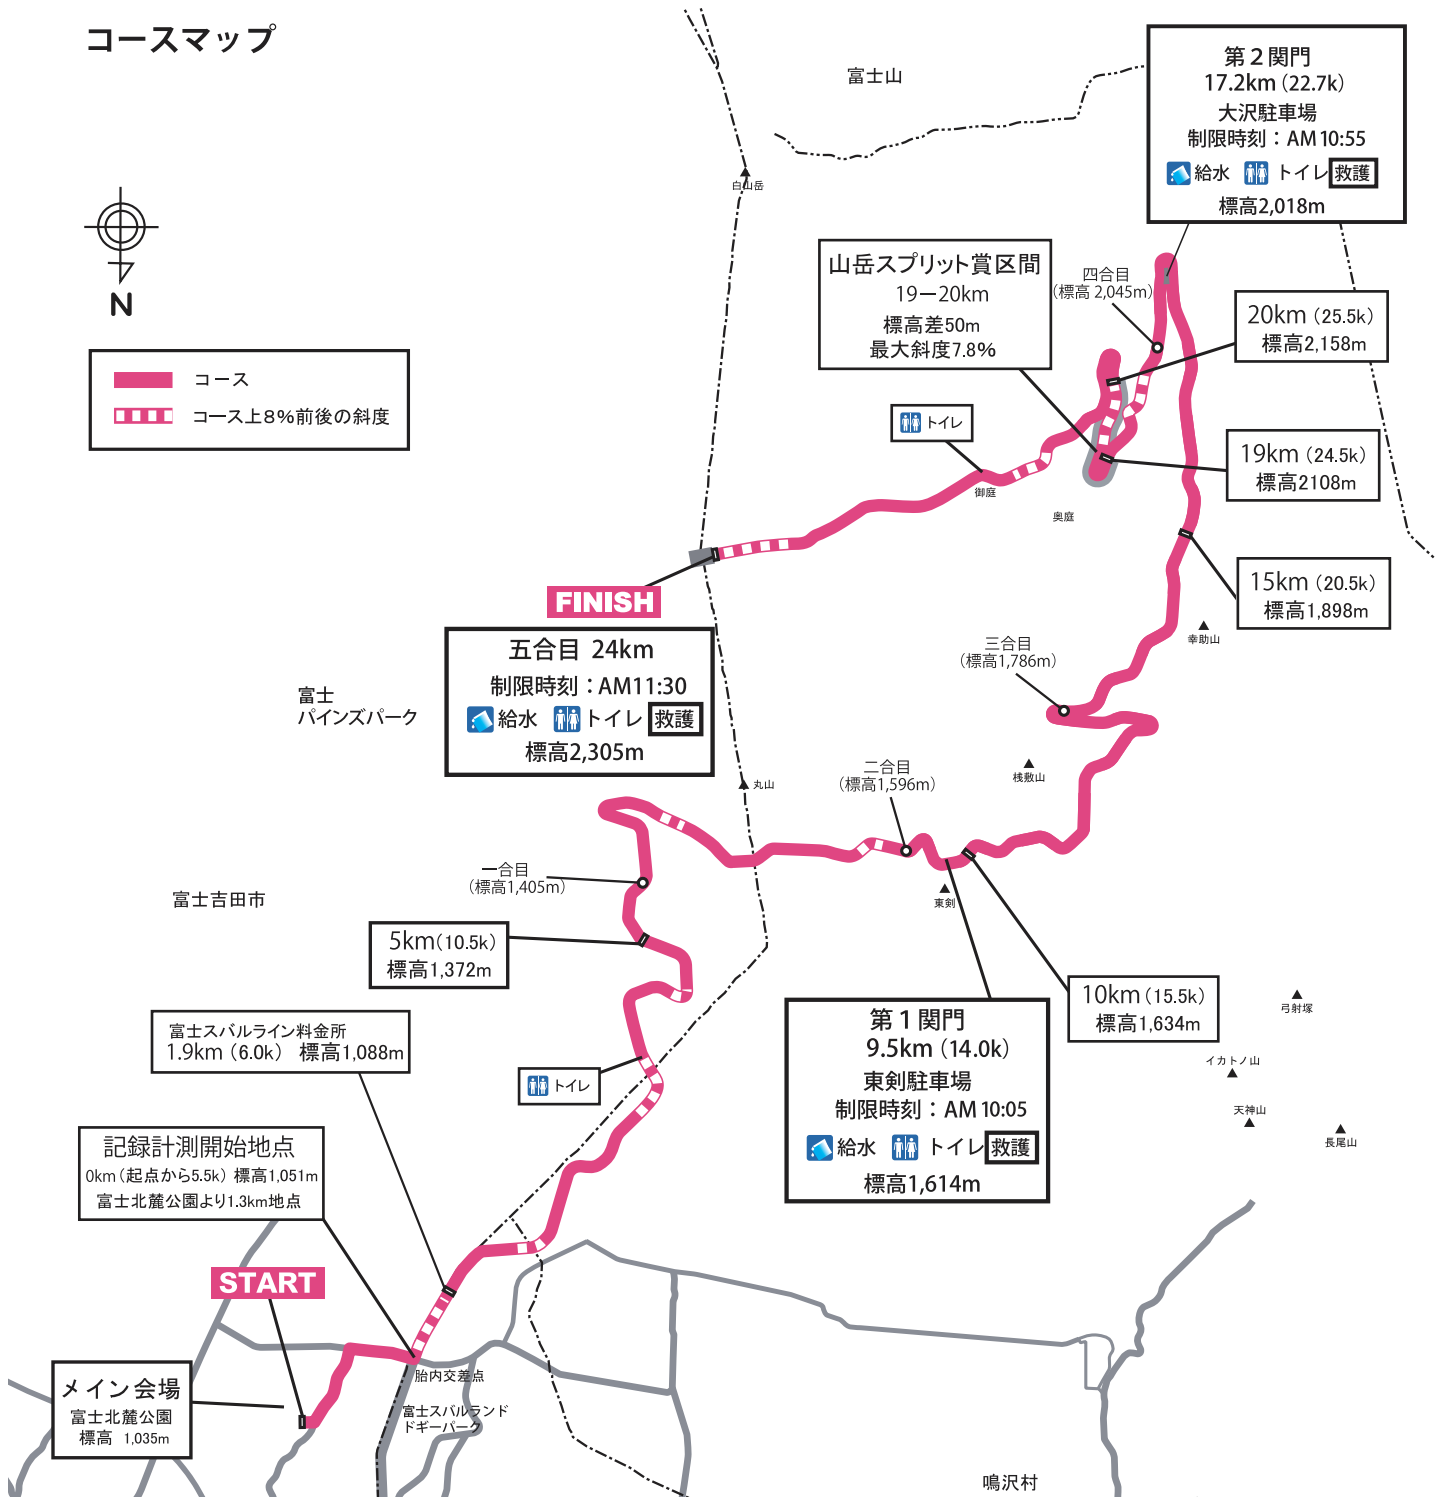 コースマップ
富士山
第２関門
17.2km (22.7k)
大沢駐車場
制限時刻：AM10:55
給水 トイレ 救護
標高2,018m
白山岳
N
山岳スプリット賞区間
19−20km
標高差50m
最大斜度7.8%
四合目
(標高 2,045m)
20km (25.5k)
標高2,158m
コース
コース上8%前後の斜度
トイレ
19km (24.5k)
標高2108m
御庭
奥庭
15km (20.5k)
標高1,898m
FINISH
五合目 24km
制限時刻：AM11:30
給水 トイレ 救護
標高2,305m
幸助山
三合目
(標高1,786m)
富士
パインズパーク
桟敷山
二合目
(標高1,596m)
丸山
一合目
(標高1,405m)
富士吉田市
東剣
5km(10.5k)
標高1,372m
10km (15.5k)
標高1,634m
第１関門
9.5km (14.0k)
東剣駐車場
制限時刻：AM 10:05
給水 トイレ 救護
標高1,614m
弓射塚
富士スバルライン料金所
1.9km (6.0k) 標高1,088m
イカトノ山
トイレ
天神山
長尾山
記録計測開始地点
0km (起点から5.5k) 標高1,051m
富士北麓公園より1.3km地点
START
メイン会場
富士北麓公園
標高 1,035m
胎内交差点
富士スバルランド
ドギーパーク
鳴沢村